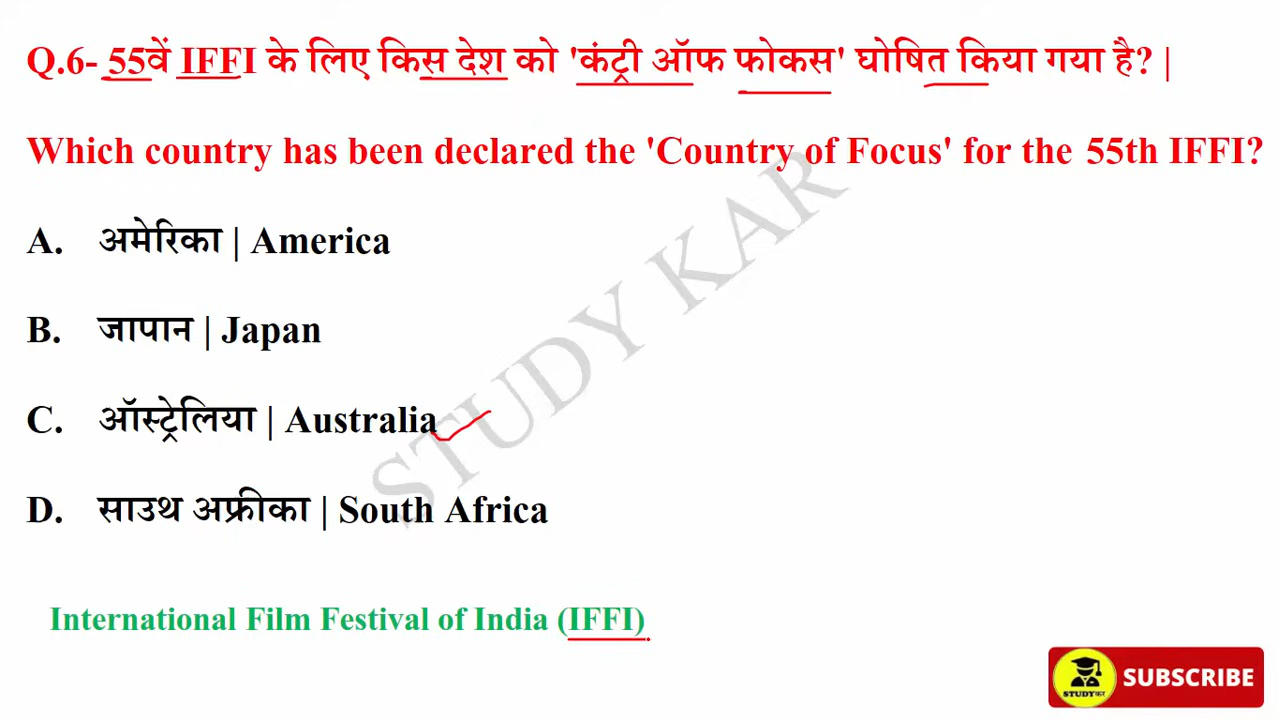 Q.6- 55वें IFFI के लिए किस देश को 'कंट्री ऑफ फोकस' घोषित किया गया है? |
Which country has been declared the 'Country of Focus' for the 55th IFFI?
A. अमेरिका | America
B. जापान | Japan
C. ऑस्ट्रेलिया | Australia
D. साउथ अफ्रीका | South Africa
STUDY KAR
International Film Festival of India (IFFI)
STUDYकर
SUBSCRIBE